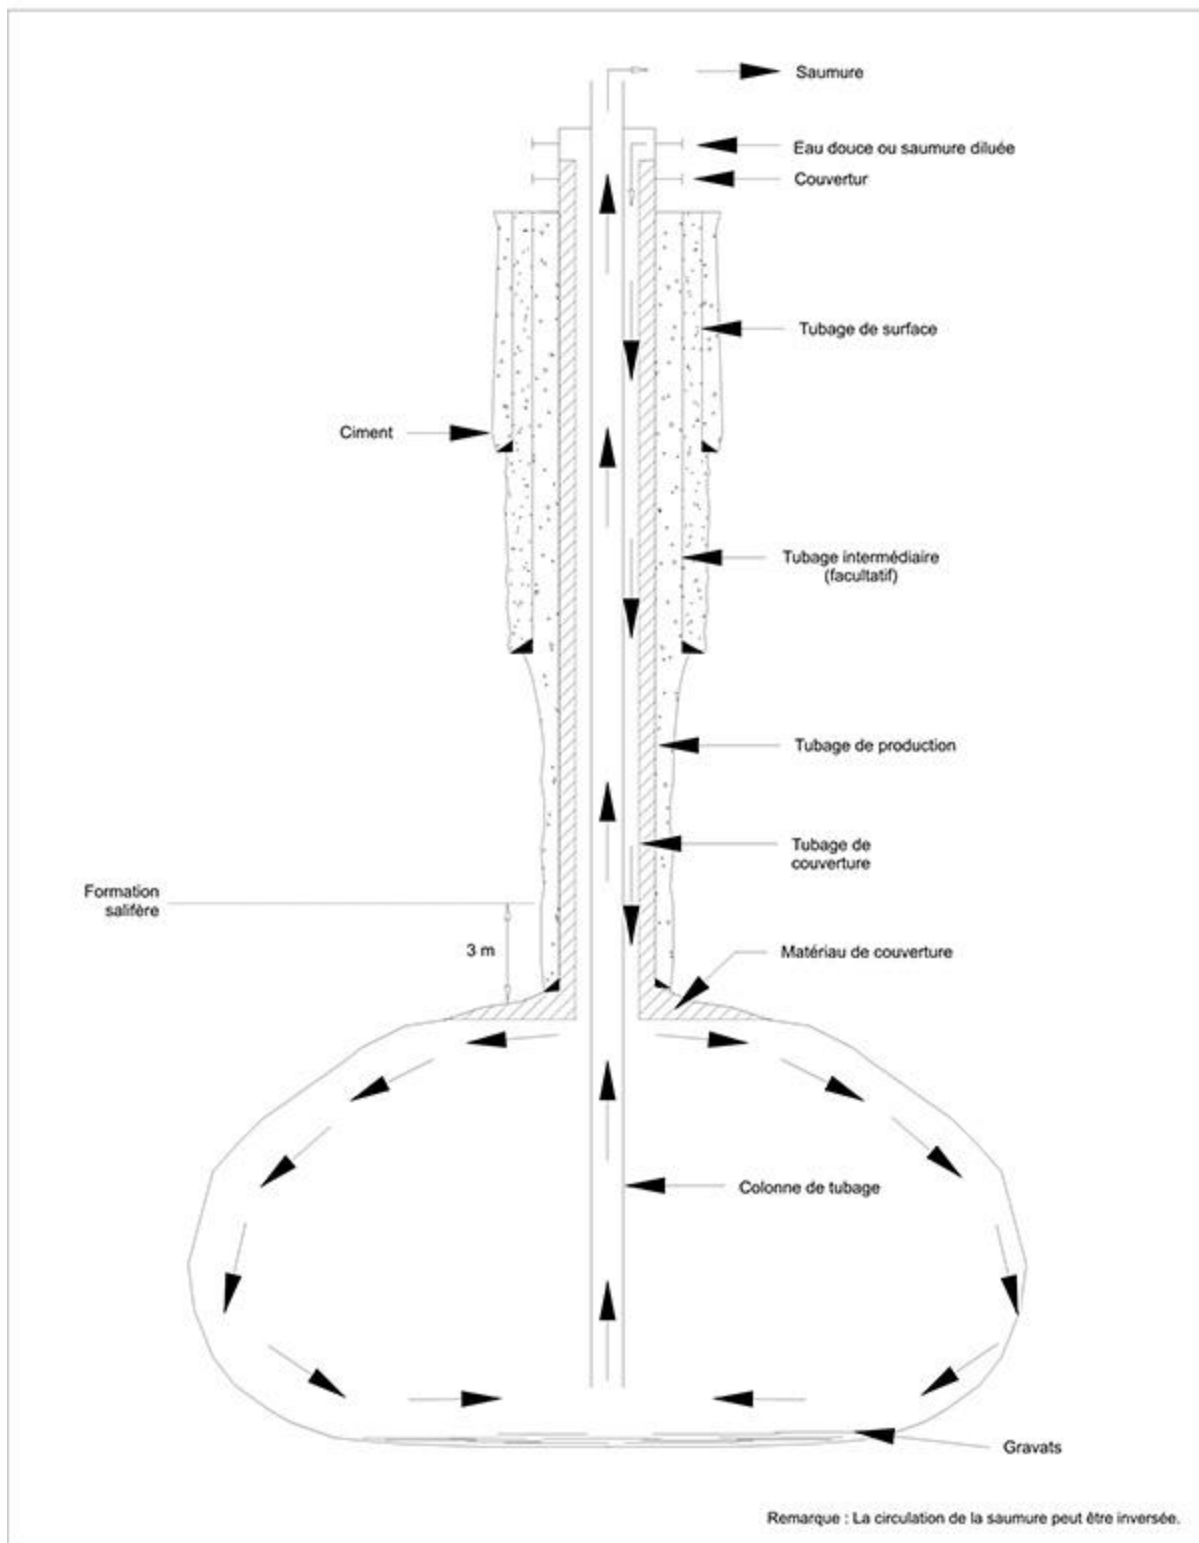 Saumure
Eau douce ou saumure diluée
Couvertur
Tubage de surface
Ciment
Tubage intermédiaire
(facultatif)
Tubage de production
Tubage de
couverture
Formation
salifère
3 m
Matériau de couverture
Colonne de tubage
Gravats
Remarque : La circulation de la saumure peut être inversée.